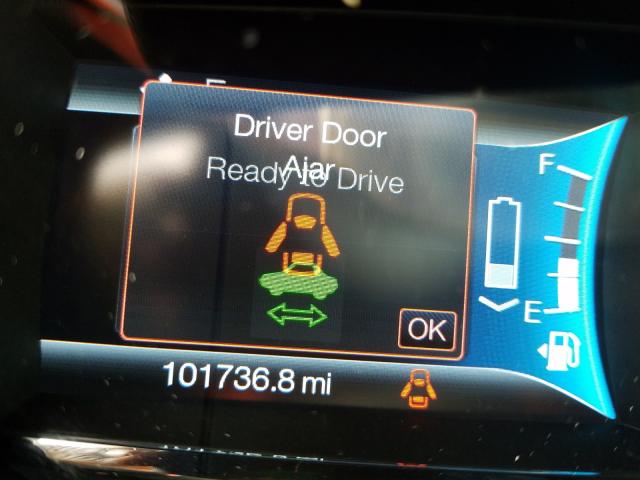 Driver Door
Ajar
Ready to Drive
F
E
OK
101736.8 mi